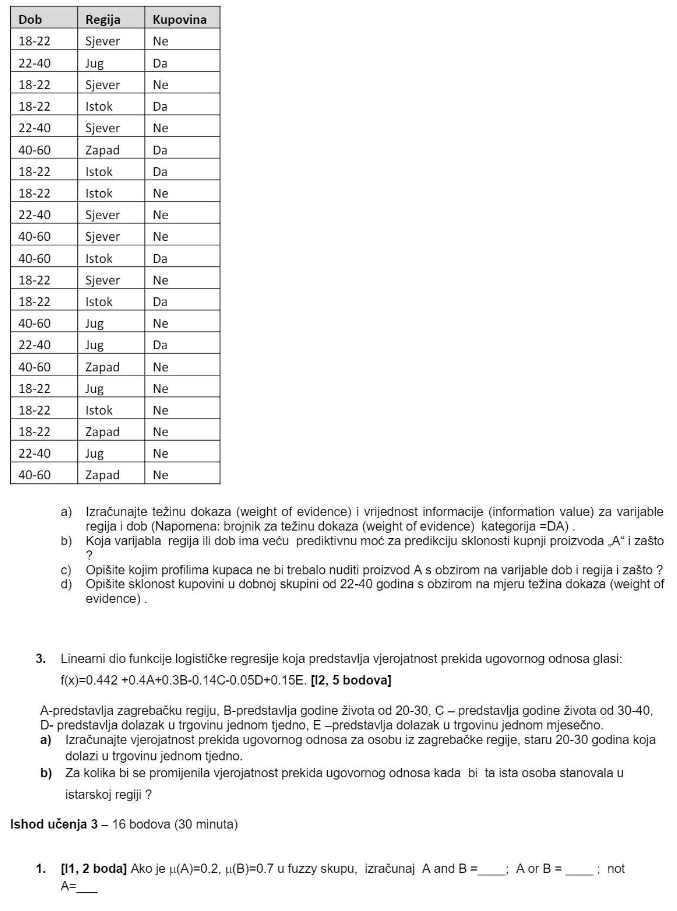 Dob Regija Kupovina
18-22 Sjever Ne
22-40 Jug Da
18-22 Sjever Ne
18-22 Istok Da
22-40 Sjever Ne
40-60 Zapad Da
18-22 Istok Da
18-22 Istok Ne
22-40 Sjever Ne
40-60 Sjever Ne
40-60 Istok Da
18-22 Sjever Ne
18-22 Istok Da
40-60 Jug Ne
22-40 Jug Da
40-60 Zapad Ne
18-22 Jug Ne
18-22 Istok Ne
18-22 Zapad Ne
22-40 Jug Ne
40-60 Zapad Ne
a) Izračunajte težinu dokaza (weight of evidence) i vrijednost informacije (information value) za varijable
regija i dob (Napomena: brojnik za težinu dokaza (weight of evidence) kategorija =DA) .
b) Koja varijabla regija ili dob ima veću prediktivnu moć za predikciju sklonosti kupnji proizvoda „A“ i zašto
?
c) Opišite kojim profilima kupaca ne bi trebalo nuditi proizvod A s obzirom na varijable dob i regija i zašto ?
d) Opišite sklonost kupovini u dobnoj skupini od 22-40 godina s obzirom na mjeru težina dokaza (weight of
evidence) .
3. Linearni dio funkcije logističke regresije koja predstavlja vjerojatnost prekida ugovornog odnosa glasi:
f(x)=0.442 +0.4A+0.3B-0.14C-0.05D+0.15E. [I2, 5 bodova]
A-predstavlja zagrebačku regiju, B-predstavlja godine života od 20-30, C – predstavlja godine života od 30-40,
D- predstavlja dolazak u trgovinu jednom tjedno, E –predstavlja dolazak u trgovinu jednom mjesečno.
a) Izračunajte vjerojatnost prekida ugovornog odnosa za osobu iz zagrebačke regije, staru 20-30 godina koja
dolazi u trgovinu jednom tjedno.
b) Za kolika bi se promijenila vjerojatnost prekida ugovornog odnosa kada bi ta ista osoba stanovala u
istarskoj regiji ?
Ishod učenja 3 – 16 bodova (30 minuta)
1. [I1, 2 boda] Ako je µ(A)=0.2, µ(B)=0.7 u fuzzy skupu, izračunaj A and B =____; A or B = ____ ; not
A=___